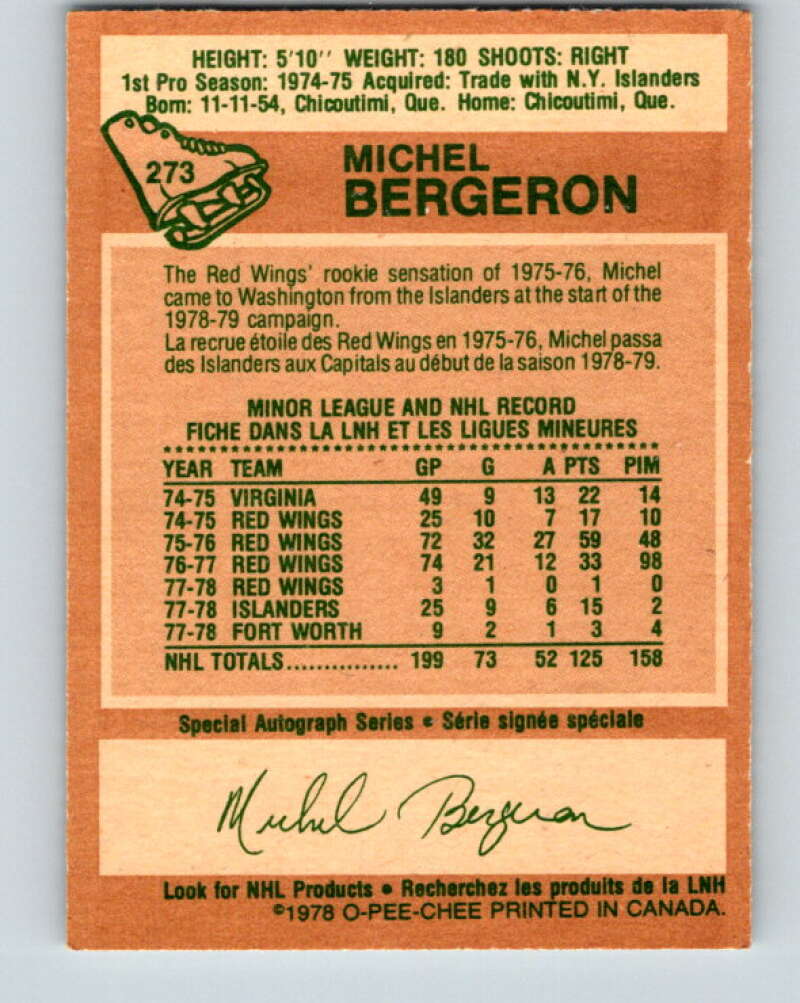 HEIGHT: 5'10'' WEIGHT: 180 SHOOTS: RIGHT
1st Pro Season: 1974-75 Acquired: Trade with N.Y. Islanders
Born: 11-11-54, Chicoutimi, Que. Home: Chicoutimi, Que.
273
MICHEL
BERGERON
The Red Wings' rookie sensation of 1975-76, Michel
came to Washington from the Islanders at the start of the
1978-79 campaign.
La recrue étoile des Red Wings en 1975-76, Michel passa
des Islanders aux Capitals au début de la saison 1978-79.
MINOR LEAGUE AND NHL RECORD
FICHE DANS LA LNH ET LES LIGUES MINEURES
YEAR TEAM GP G A PTS PIM
74-75 VIRGINIA 49 9 13 22 14
74-75 RED WINGS 25 10 7 17 10
75-76 RED WINGS 72 32 27 59 48
76-77 RED WINGS 74 21 12 33 98
77-78 RED WINGS 3 1 0 1 0
77-78 ISLANDERS 25 9 6 15 2
77-78 FORT WORTH 9 2 1 3 4
NHL TOTALS............... 199 73 52 125 158
Special Autograph Series • Série signée spéciale
Michel Bergeron
Look for NHL Products • Recherchez les produits de la LNH
©1978 O-PEE-CHEE PRINTED IN CANADA.